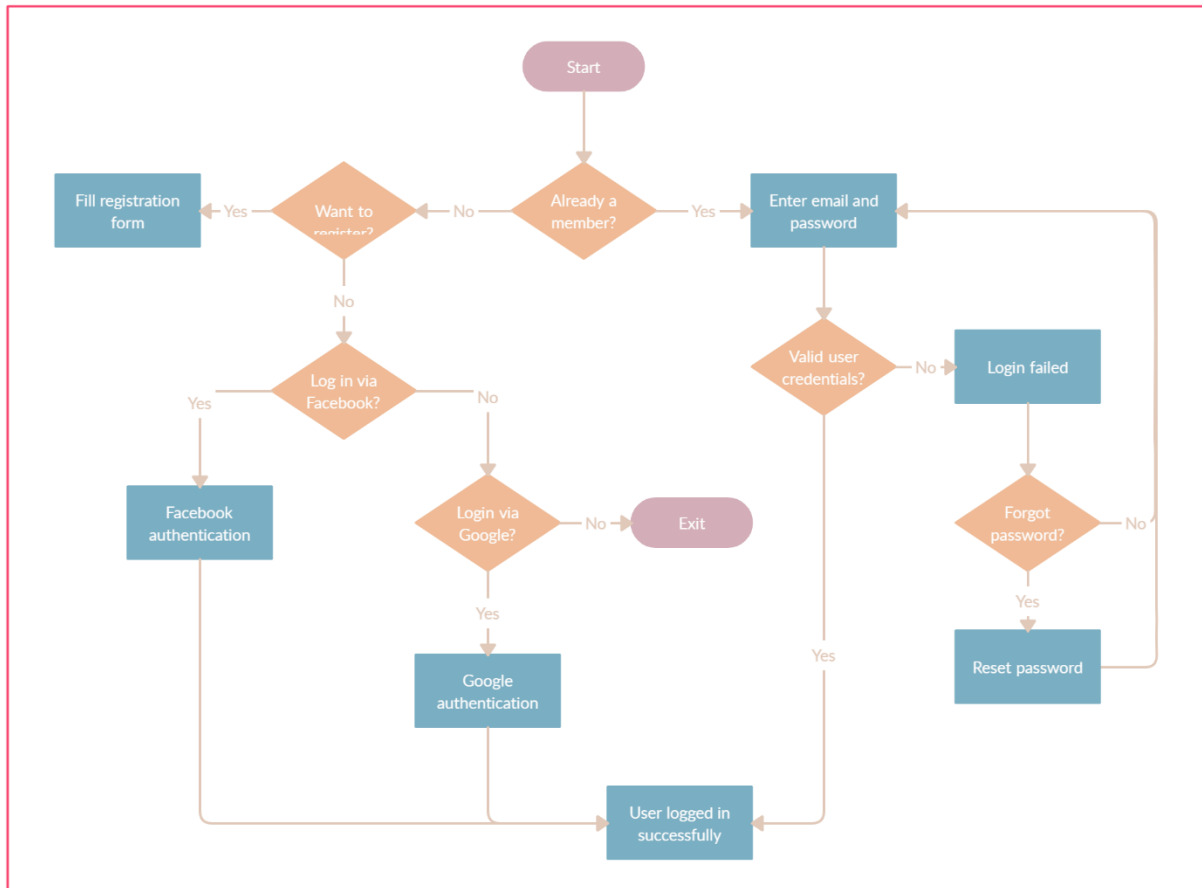 Start
Fill registration
form
Yes
Want to
register?
No
Already a
member?
Yes
Enter email and
password
No
Valid user
credentials?
No
Login failed
Log in via
Facebook?
Yes
No
Facebook
authentication
Login via
Google?
No
Exit
Forgot
password?
No
Yes
Yes
Yes
Reset password
Google
authentication
User logged in
successfully